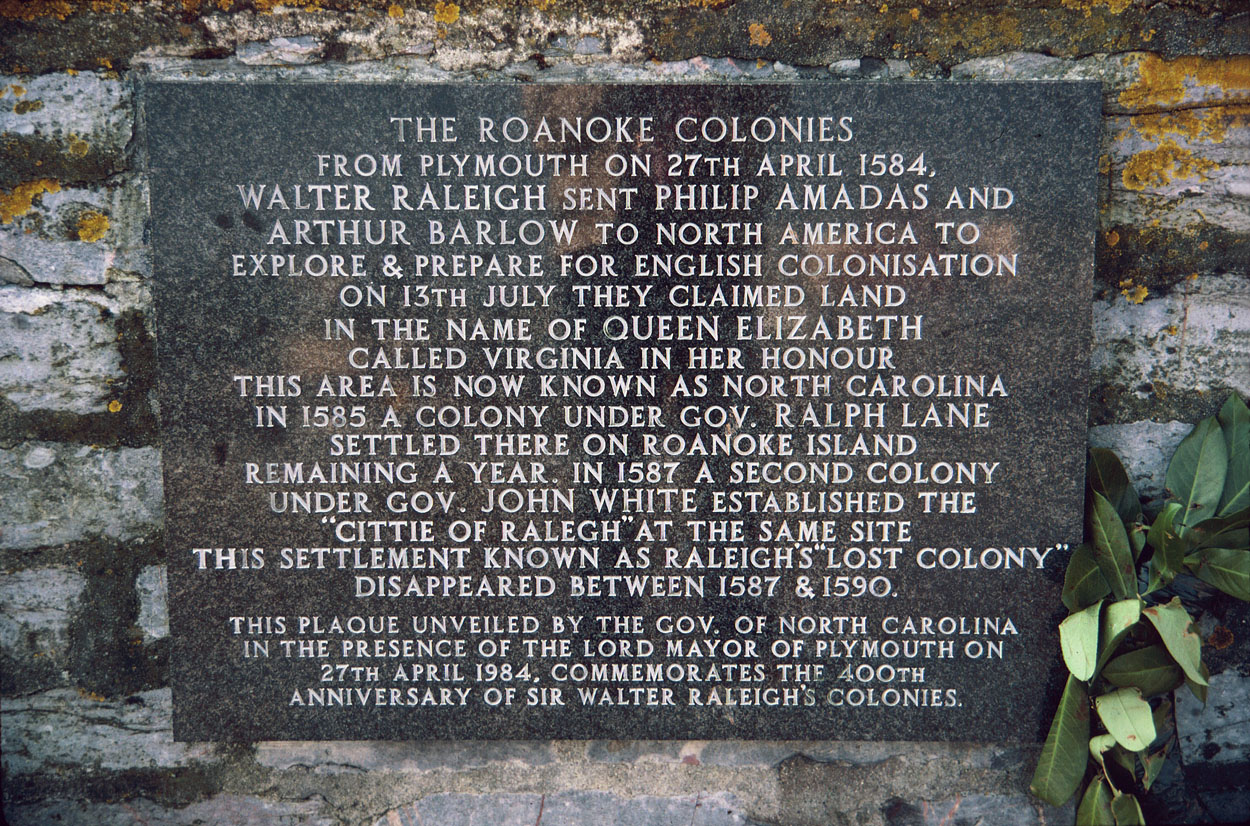 THE ROANOKE COLONIES
FROM PLYMOUTH ON 27TH APRIL 1584,
WALTER RALEIGH SENT PHILIP AMADAS AND
ARTHUR BARLOW TO NORTH AMERICA TO
EXPLORE & PREPARE FOR ENGLISH COLONISATION
ON 13TH JULY THEY CLAIMED LAND
IN THE NAME OF QUEEN ELIZABETH
CALLED VIRGINIA IN HER HONOUR
THIS AREA IS NOW KNOWN AS NORTH CAROLINA
IN 1585 A COLONY UNDER GOV. RALPH LANE
SETTLED THERE ON ROANOKE ISLAND
REMAINING A YEAR. IN 1587 A SECOND COLONY
UNDER GOV. JOHN WHITE ESTABLISHED THE
"CITTIE OF RALEGH" AT THE SAME SITE
THIS SETTLEMENT KNOWN AS RALEIGH'S "LOST COLONY"
DISAPPEARED BETWEEN 1587 & 1590.
THIS PLAQUE UNVEILED BY THE GOV. OF NORTH CAROLINA
IN THE PRESENCE OF THE LORD MAYOR OF PLYMOUTH ON
27TH APRIL 1984, COMMEMORATES THE 400TH
ANNIVERSARY OF SIR WALTER RALEIGH'S COLONIES.